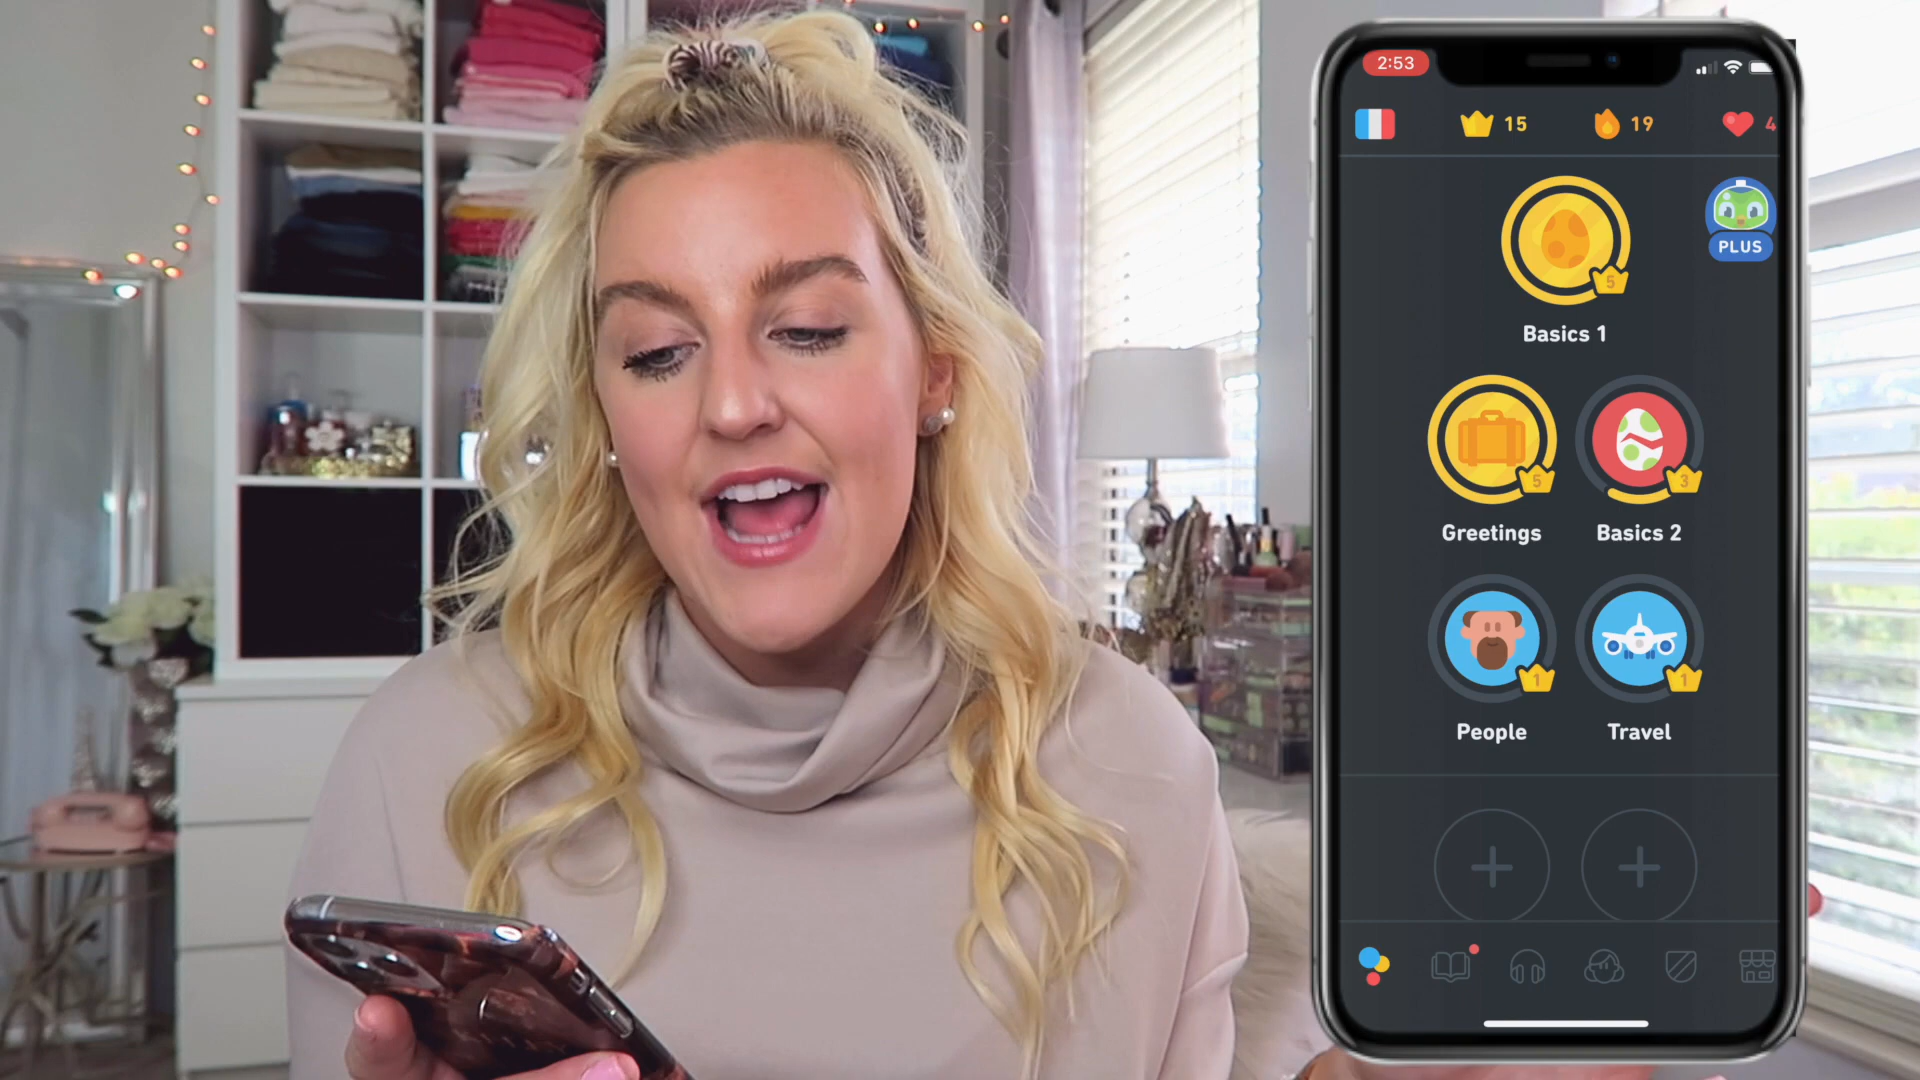 2:53
15 19 4
5
PLUS
Basics 1
5 3
Greetings Basics 2
1 1
People Travel